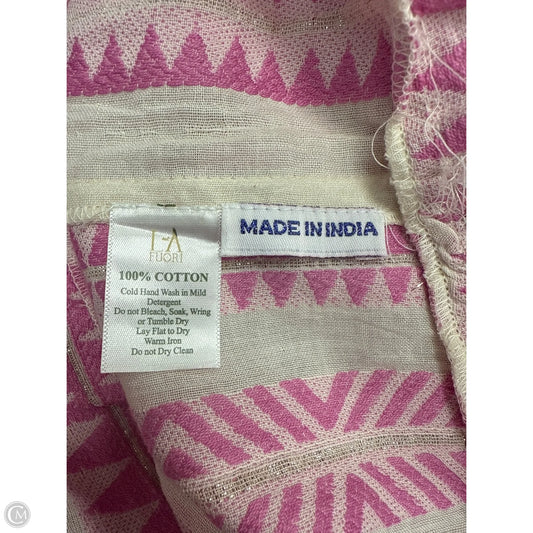 LA
FUORI
100% COTTON
Cold Hand Wash in Mild
Detergent
Do not Bleach, Soak, Wring
or Tumble Dry
Lay Flat to Dry
Warm Iron
Do not Dry Clean
MADE IN INDIA